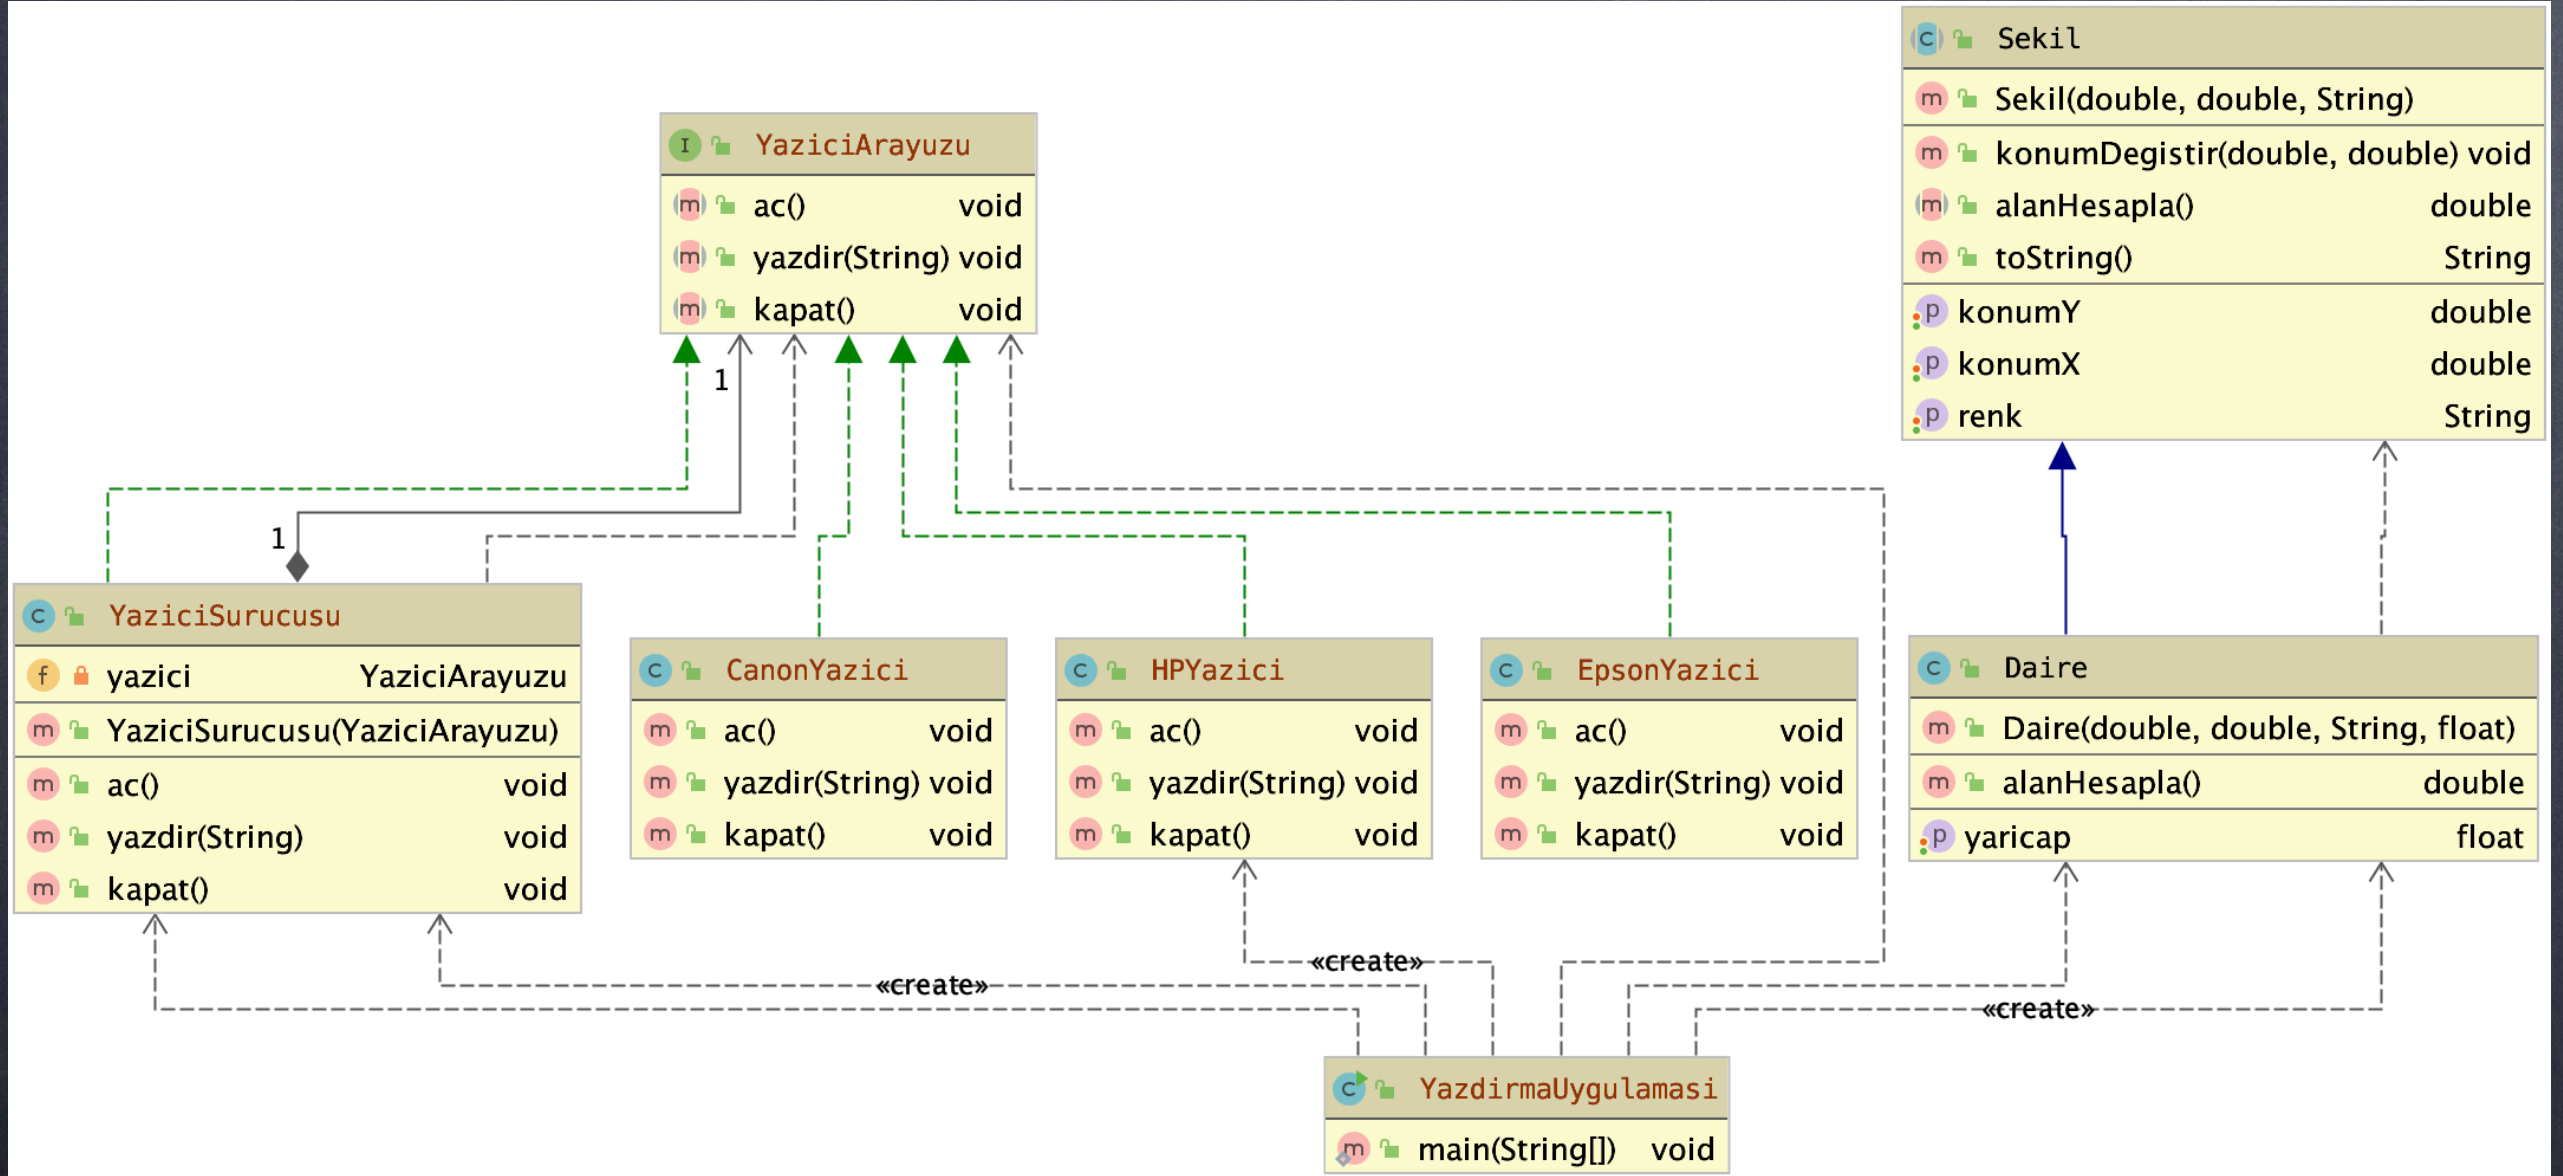 YaziciArayuzu
ac() void
yazdir(String) void
kapat() void
1
1
Sekil
Sekil(double, double, String)
konumDegistir(double, double) void
alanHesapla() double
toString() String
konumY double
konumX double
renk String
YaziciSurucusu
yazici YaziciArayuzu
YaziciSurucusu(YaziciArayuzu)
ac() void
yazdir(String) void
kapat() void
CanonYazici
ac() void
yazdir(String) void
kapat() void
HPYazici
ac() void
yazdir(String) void
kapat() void
EpsonYazici
ac() void
yazdir(String) void
kapat() void
Daire
Daire(double, double, String, float)
alanHesapla() double
yaricap float
«create»
«create»
«create»
YazdirmaUygulamasi
main(String[]) void